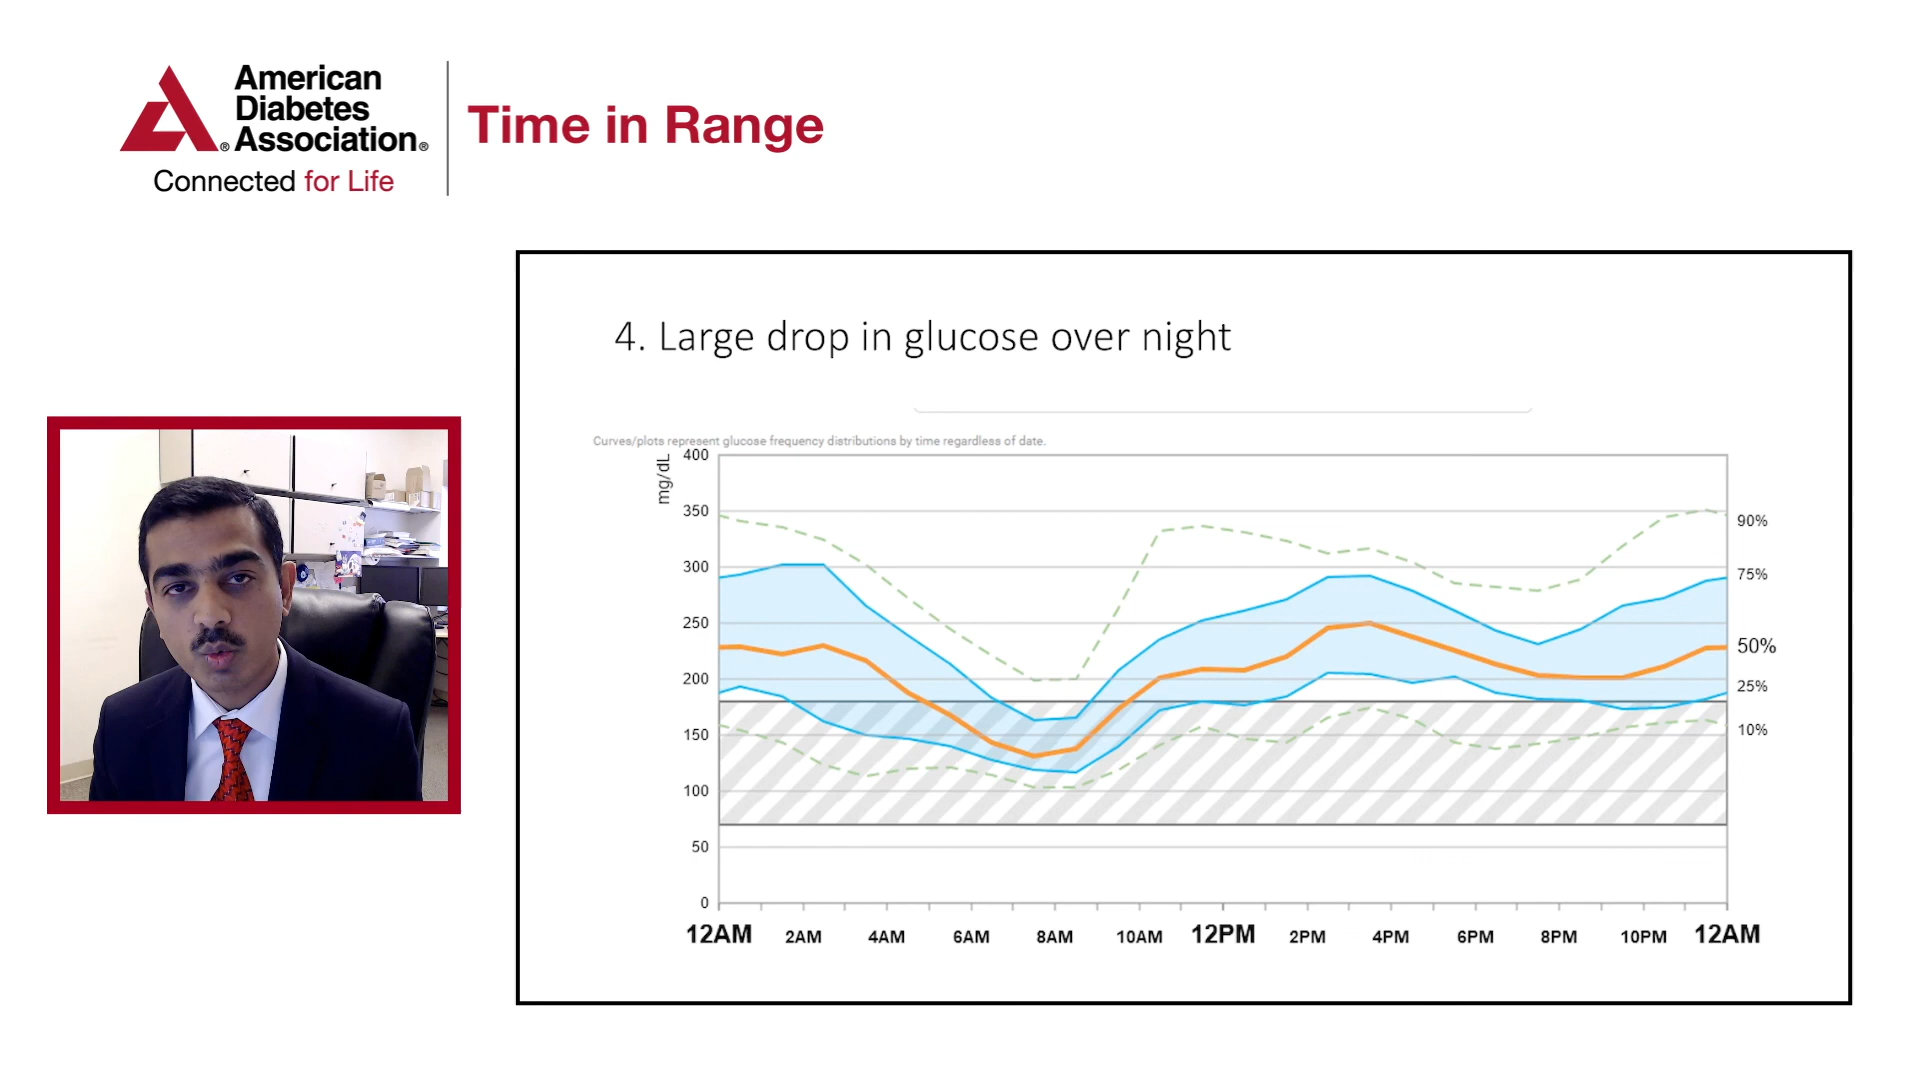 American
Diabetes
® Association®
Connected for Life
Time in Range
4. Large drop in glucose over night
Curves/plots represent glucose frequency distributions by time regardless of date.
mg/dL
400
350
300
250
200
150
100
50
0
90%
75%
50%
25%
10%
12AM 2AM 4AM 6AM 8AM 10AM 12PM 2PM 4PM 6PM 8PM 10PM 12AM